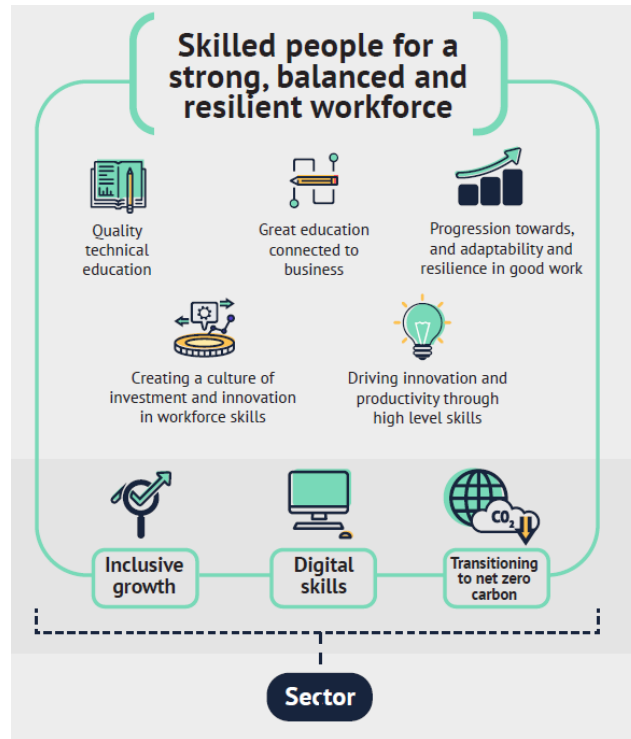 Skilled people for a
strong, balanced and
resilient workforce
Quality
technical
education
Great education
connected to
business
Progression towards,
and adaptability and
resilience in good work
Creating a culture of
investment and innovation
in workforce skills
Driving innovation and
productivity through
high level skills
CO₂
Inclusive
growth
Digital
skills
Transitioning
to net zero
carbon
Sector